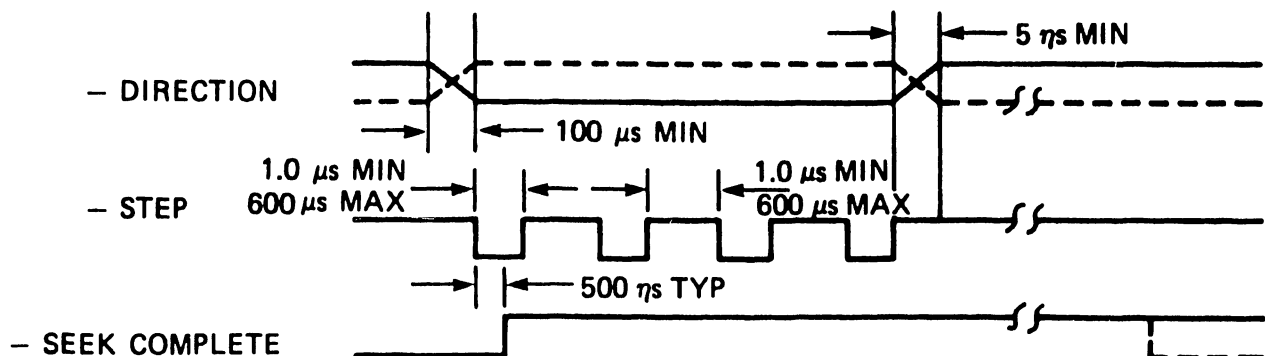 5 ηs MIN
– DIRECTION
100 μs MIN
1.0 μs MIN
600 μs MAX
1.0 μs MIN
600 μs MAX
– STEP
500 ηs TYP
– SEEK COMPLETE